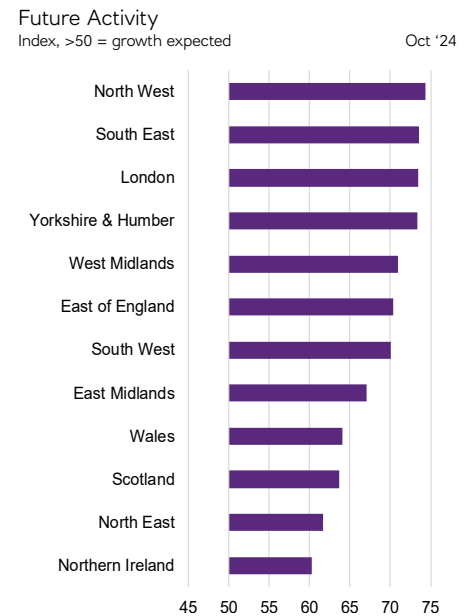 Future Activity
Index, >50 = growth expected Oct ‘24
North West
South East
London
Yorkshire & Humber
West Midlands
East of England
South West
East Midlands
Wales
Scotland
North East
Northern Ireland
45 50 55 60 65 70 75